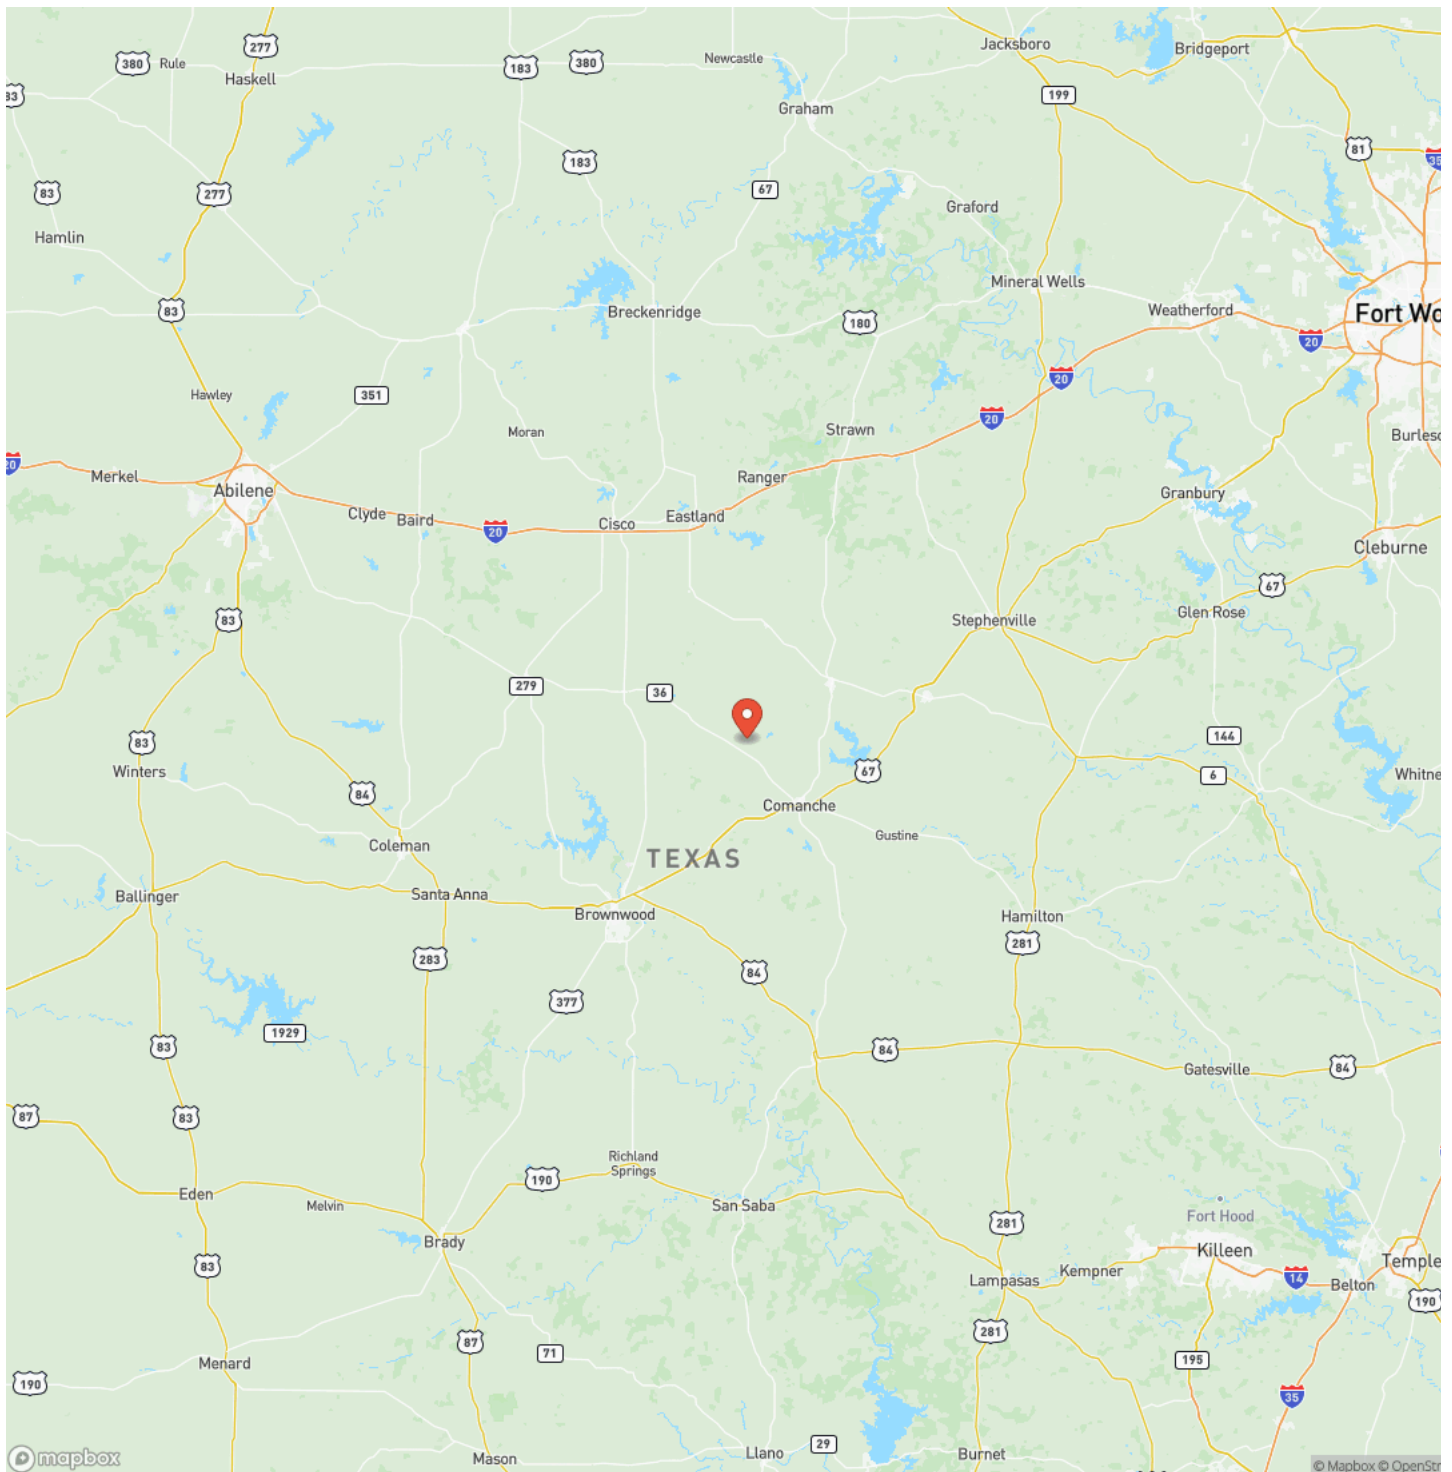 277
Jacksboro
Bridgeport
380
Rule
Haskell
183
380
Newcastle
83
199
Graham
81
35
183
83
277
67
Graford
Hamlin
Mineral Wells
83
Breckenridge
180
Weatherford
Fort Wo
20
20
351
Hawley
20
Moran
Strawn
Burlesc
20
Merkel
Ranger
Abilene
Granbury
Clyde
Baird
20
Cisco
Eastland
Cleburne
67
83
Stephenville
Glen Rose
279
36
83
144
Winters
67
6
Whitne
84
Comanche
Coleman
Gustine
TEXAS
Ballinger
Santa Anna
Brownwood
Hamilton
283
281
84
377
1929
83
84
Gatesville
84
87
83
Richland
Springs
190
Eden
Melvin
San Saba
Fort Hood
281
Brady
Killeen
Temple
83
Kempner
Lampasas
14
Belton
190
87
281
71
Menard
195
190
35
29
mapbox
Mason
Llano
Burnet
© Mapbox © OpenStr